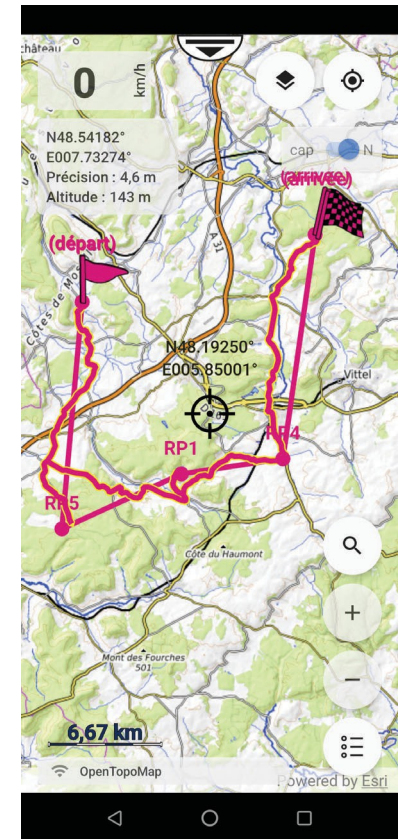 château
0
km/h
N48.54182°
E007.73274°
Précision : 4,6 m
Altitude : 143 m
cap N
(arrivée)
(départ)
A 31
Côtes de Mos
N48.19250°
E005.85001°
Vittel
RP4
RP1
RP5
Côte du Haumont
Mont des Fourches
501
6,67 km
OpenTopoMap
Powered by Esri